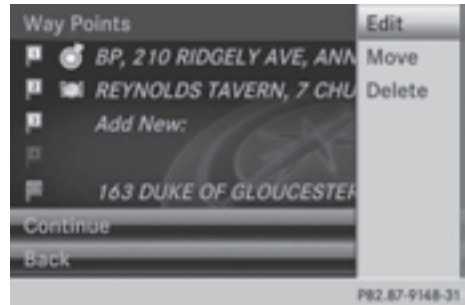 Way Points
BP, 210 RIDGELY AVE, ANN
REYNOLDS TAVERN, 7 CHU
Add New:
163 DUKE OF GLOUCESTER
Continue
Back
Edit
Move
Delete
P82.87-9148-31